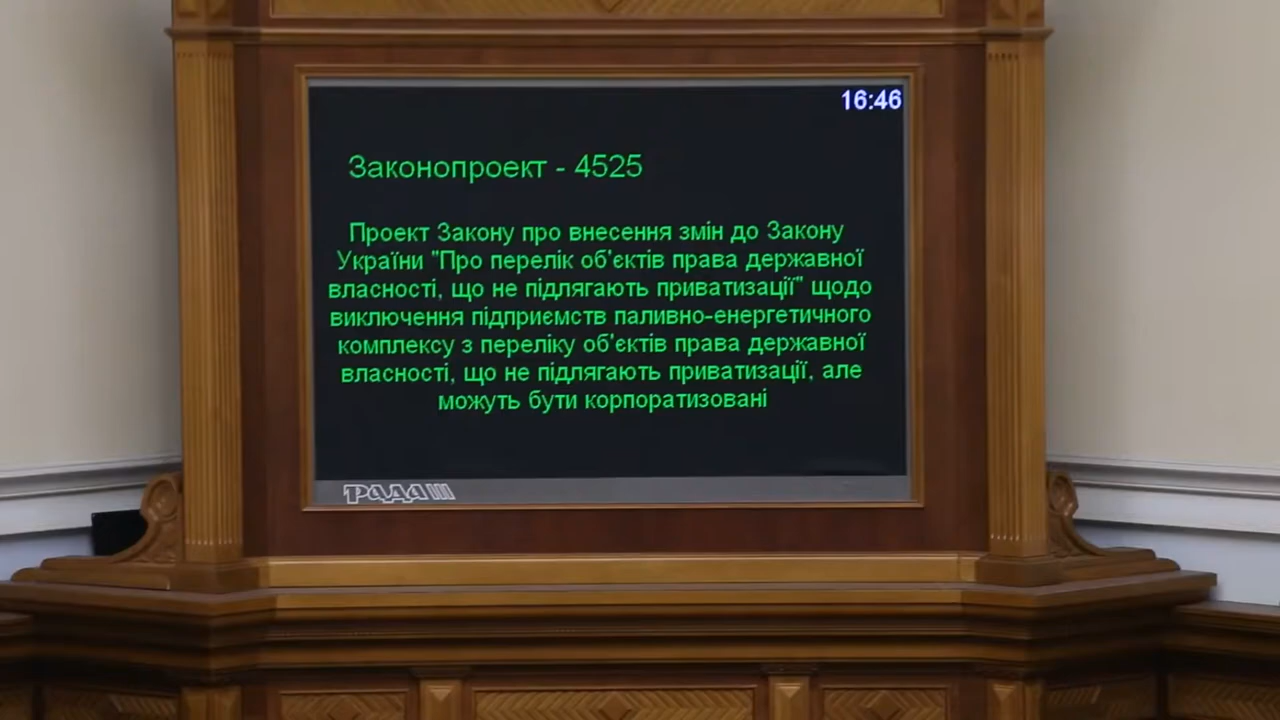 16:46
Законопроект - 4525
Проект Закону про внесення змін до Закону
України "Про перелік об'єктів права державної
власності, що не підлягають приватизації" щодо
виключення підприємств паливно-енергетичного
комплексу з переліку об'єктів права державної
власності, що не підлягають приватизації, але
можуть бути корпоратизовані
РАДА III